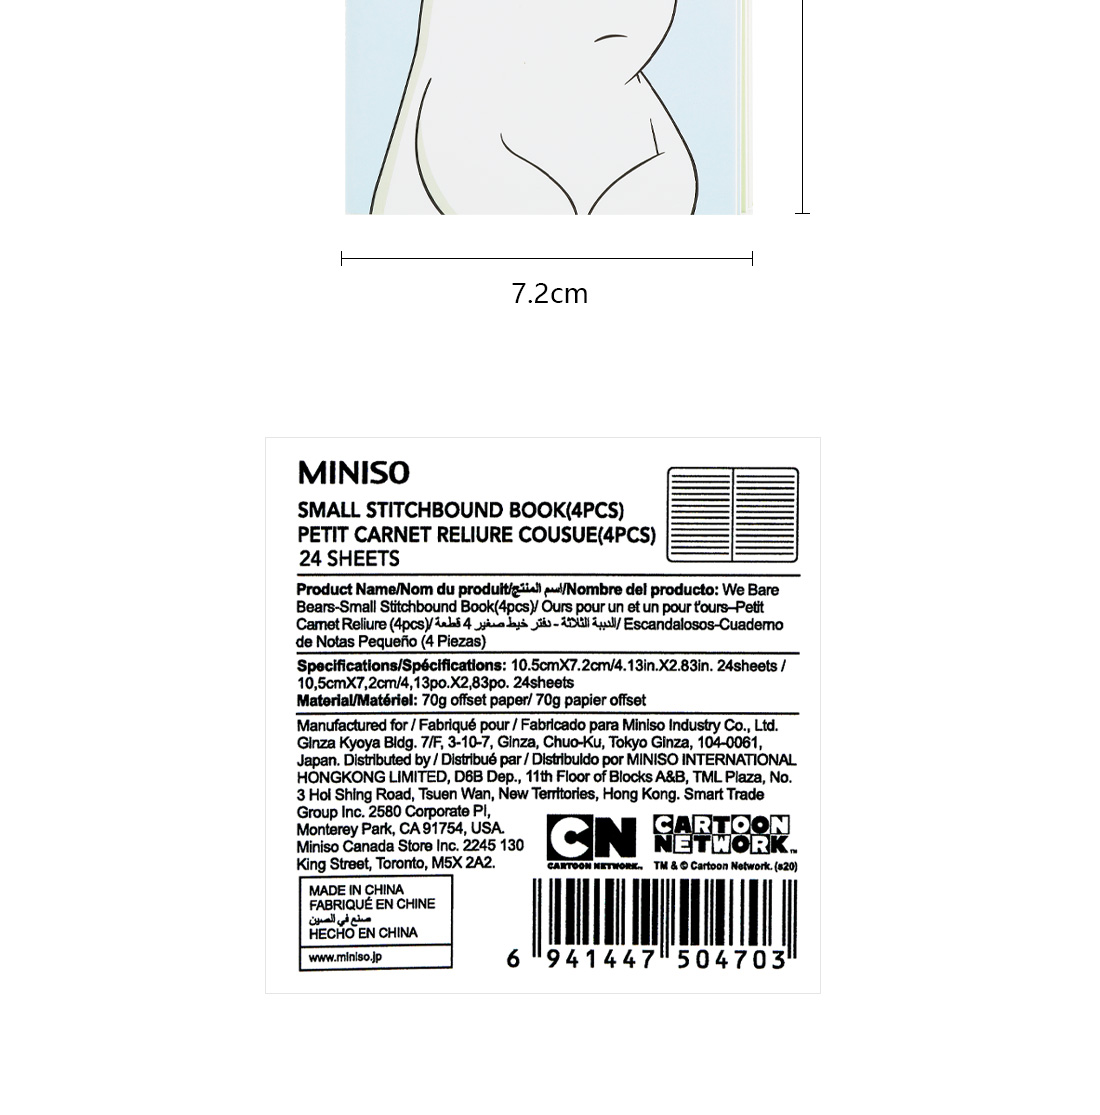 7.2cm
MINISO
SMALL STITCHBOUND BOOK(4PCS)
PETIT CARNET RELIURE COUSUE(4PCS)
24 SHEETS
Product Name/Nom du produit/اسم المنتج/Nombre del producto: We Bare
Bears-Small Stitchbound Book(4pcs)/ Ours pour un et un pour t'ours–Petit
Carnet Reliure (4pcs)/ الدببة الثلاثة - دفتر خيط صغير 4 قطعة/ Escandalosos-Cuaderno
de Notas Pequeño (4 Piezas)
Specifications/Spécifications: 10.5cmX7.2cm/4.13in.X2.83in. 24sheets /
10,5cmX7,2cm/4,13po.X2,83po. 24sheets
Material/Matériel: 70g offset paper/ 70g papier offset
Manufactured for / Fabriqué pour / Fabricado para Miniso Industry Co., Ltd.
Ginza Kyoya Bldg. 7/F, 3-10-7, Ginza, Chuo-Ku, Tokyo Ginza, 104-0061,
Japan. Distributed by / Distribué par / Distribuido por MINISO INTERNATIONAL
HONGKONG LIMITED, D6B Dep., 11th Floor of Blocks A&B, TML Plaza, No.
3 Hoi Shing Road, Tsuen Wan, New Territories, Hong Kong. Smart Trade
Group Inc. 2580 Corporate Pl,
Monterey Park, CA 91754, USA.
Miniso Canada Store Inc. 2245 130
King Street, Toronto, M5X 2A2.
CN
CARTOON NETWORK.
CARTOON
NETWORK™
TM & © Cartoon Network. (s20)
MADE IN CHINA
FABRIQUÉ EN CHINE
صنع في الصين
HECHO EN CHINA
www.miniso.jp
6 941447 504703